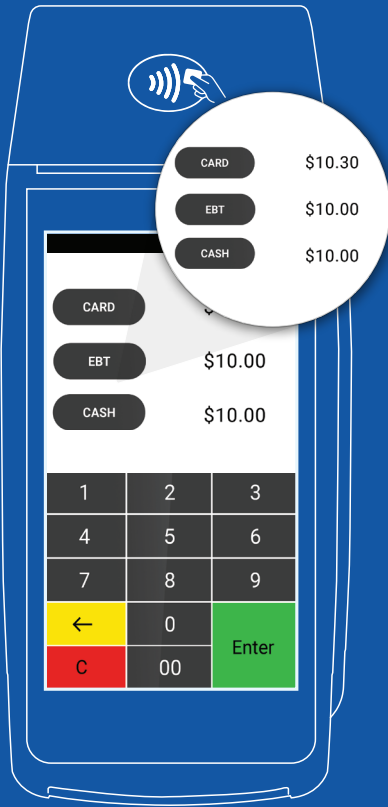 CARD $10.30
EBT $10.00
CASH $10.00
CARD
EBT $10.00
CASH $10.00
1 2 3
4 5 6
7 8 9
← 0
Enter
C 00